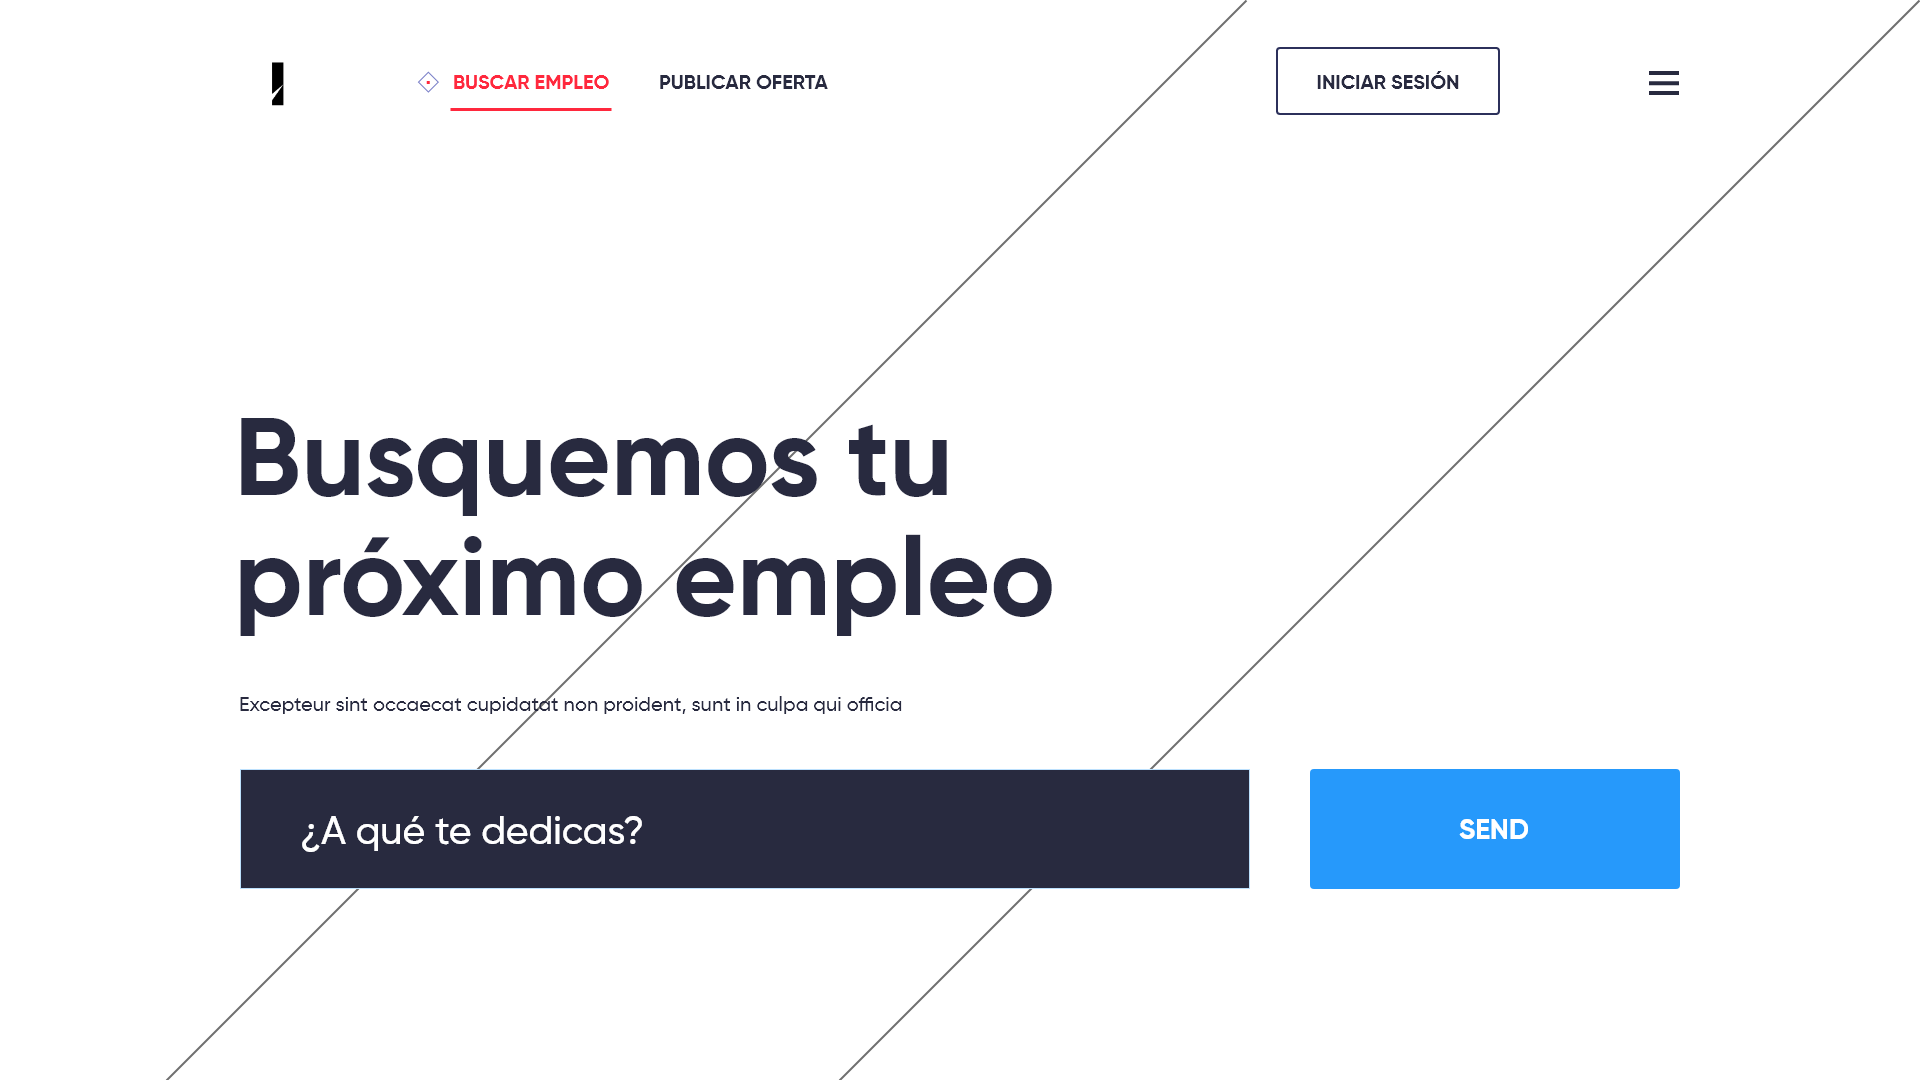 BUSCAR EMPLEO
PUBLICAR OFERTA
INICIAR SESIÓN
Busquemos tu
próximo empleo
Excepteur sint occaecat cupidatat non proident, sunt in culpa qui officia
¿A qué te dedicas?
SEND